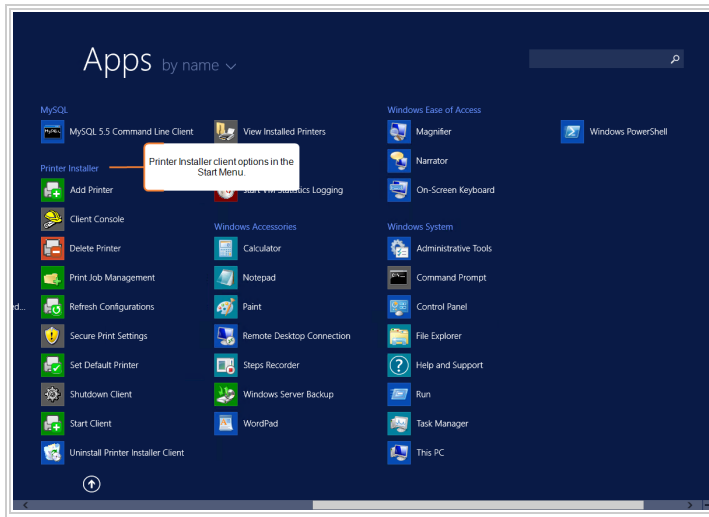 Apps by name
MySQL
MySQL 5.5 Command Line Client
Printer Installer
Add Printer
Client Console
Delete Printer
Print Job Management
ed...
Refresh Configurations
Secure Print Settings
Set Default Printer
Shutdown Client
Start Client
Uninstall Printer Installer Client
View Installed Printers
Printer Installer client options in the
Start Menu.
Start VM Statistics Logging
Windows Accessories
Calculator
Notepad
Paint
Remote Desktop Connection
Steps Recorder
Windows Server Backup
WordPad
Windows Ease of Access
Magnifier
Narrator
On-Screen Keyboard
Windows System
Administrative Tools
Command Prompt
Control Panel
File Explorer
Help and Support
Run
Task Manager
This PC
Windows PowerShell